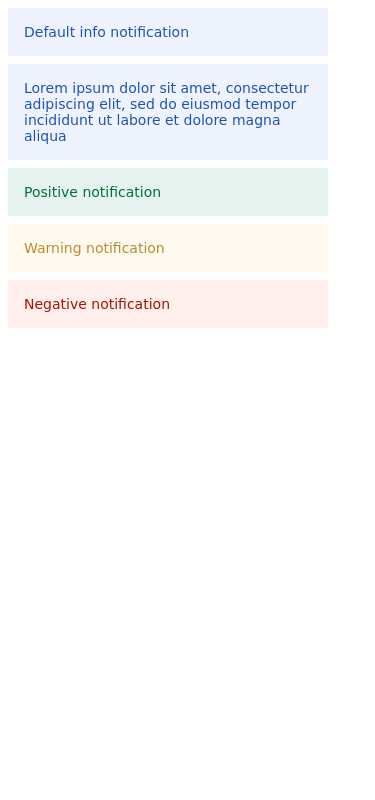 Default info notification
Lorem ipsum dolor sit amet, consectetur
adipiscing elit, sed do eiusmod tempor
incididunt ut labore et dolore magna
aliqua
Positive notification
Warning notification
Negative notification